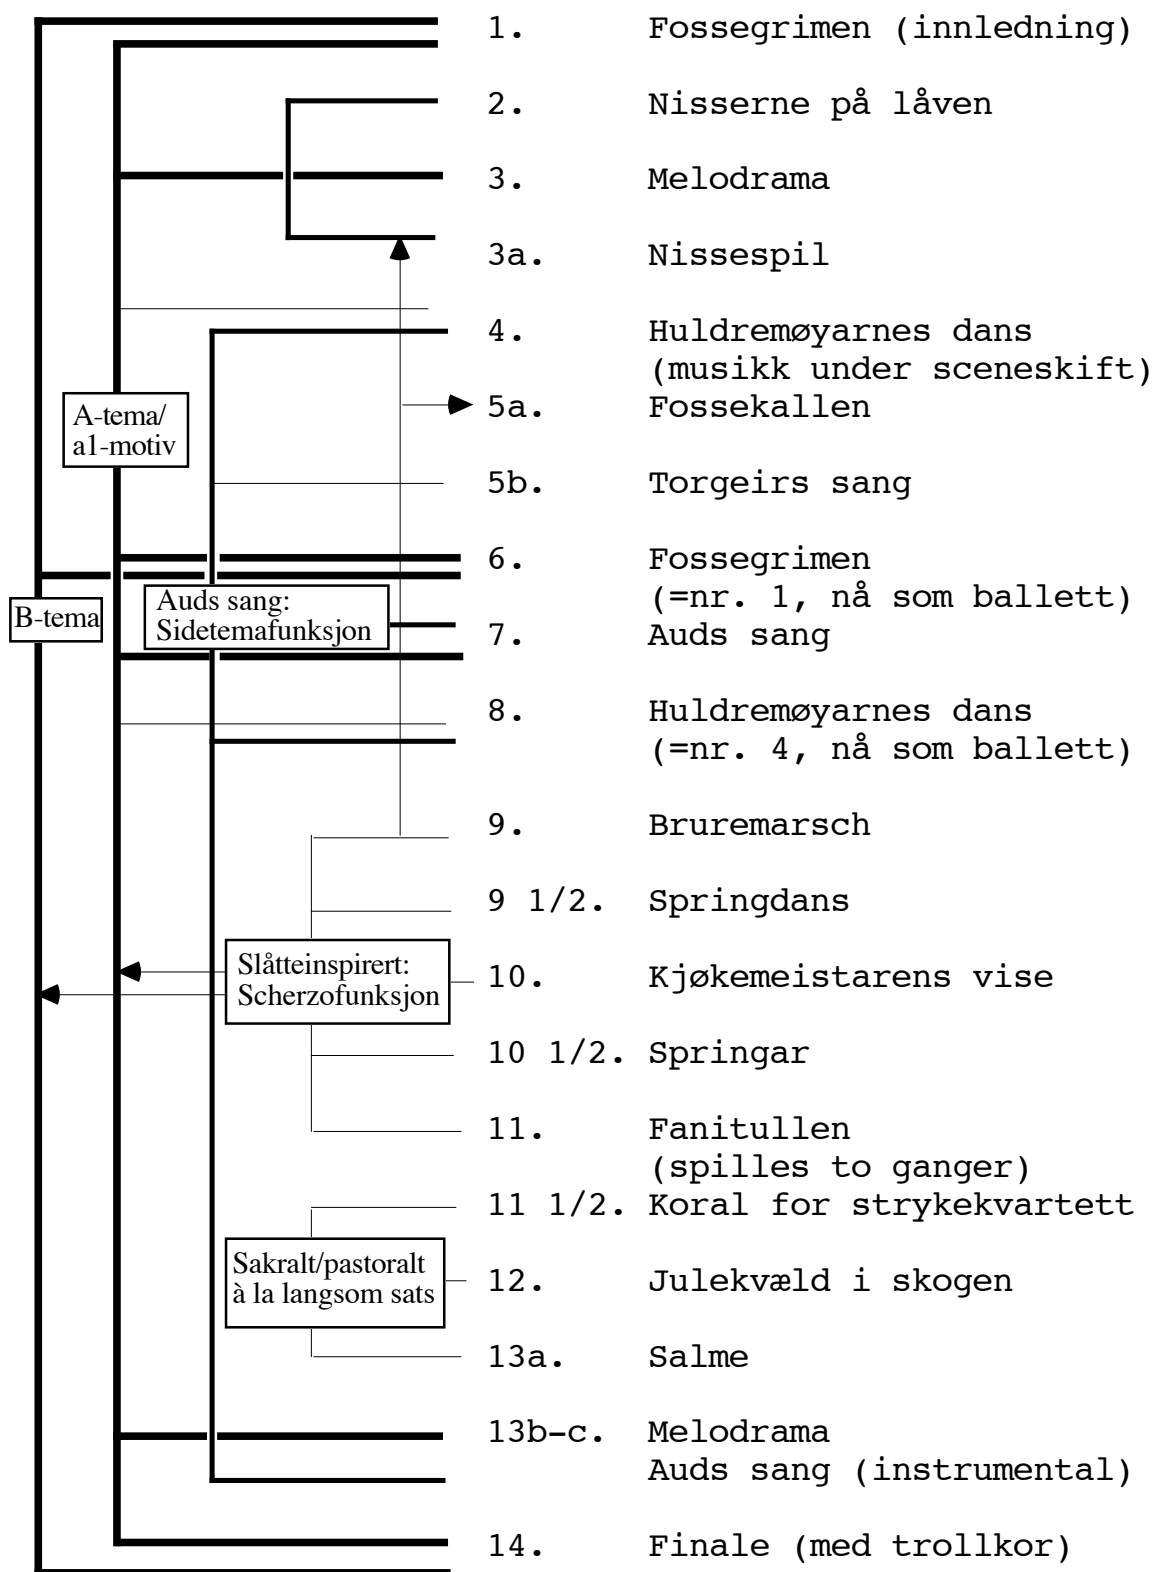 1. Fossegrimen (innledning)
2. Nisserne på låven
3. Melodrama
3a. Nissespil
4. Huldremøyarnes dans
(musikk under sceneskift)
5a. Fossekallen
A-tema/
a1-motiv
5b. Torgeirs sang
6. Fossegrimen
(=nr. 1, nå som ballett)
B-tema
Auds sang:
Sidetemafunksjon
7. Auds sang
8. Huldremøyarnes dans
(=nr. 4, nå som ballett)
9. Bruremarsch
9 1/2. Springdans
Slåtteinspirert:
Scherzofunksjon
10. Kjøkemeistarens vise
10 1/2. Springar
11. Fanitullen
(spilles to ganger)
11 1/2. Koral for strykekvartett
Sakralt/pastoralt
à la langsom sats
12. Julekvæld i skogen
13a. Salme
13b-c. Melodrama
Auds sang (instrumental)
14. Finale (med trollkor)